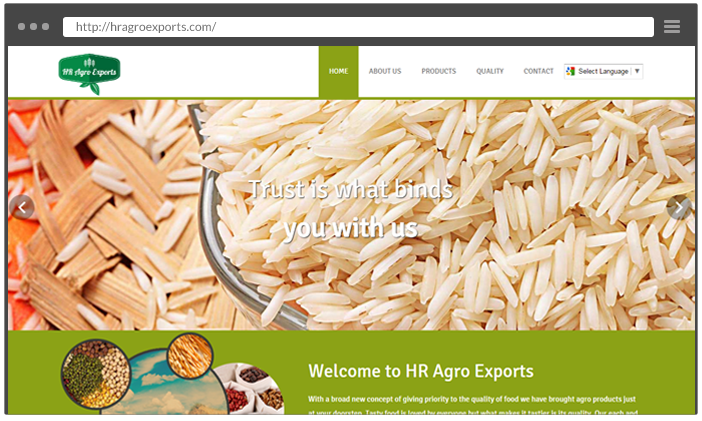 http://hragroexports.com/
HR Agro Exports
HOME ABOUT US PRODUCTS QUALITY CONTACT Select Language ▼
Trust is what binds
you with us
Welcome to HR Agro Exports
With a broad new concept of giving priority to the quality of food we have brought agro products just
at your doorstep. Tasty food is loved by everyone but what makes it tastier is its quality. Our each and